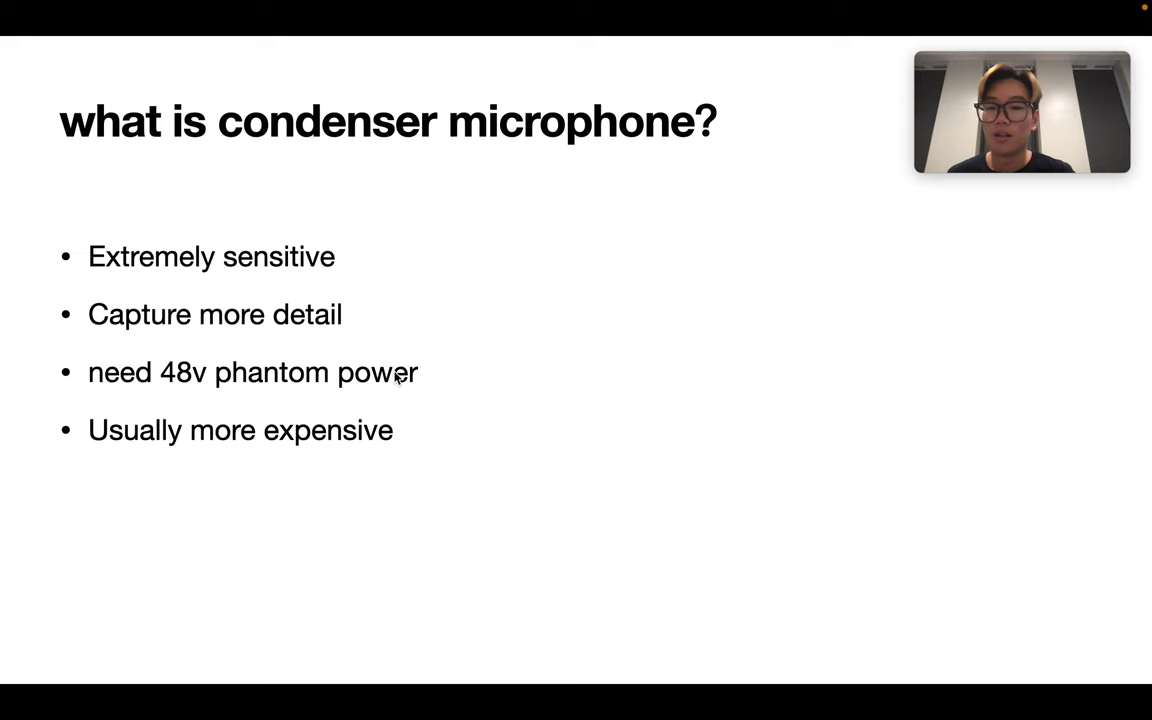 what is condenser microphone?
• Extremely sensitive
• Capture more detail
• need 48v phantom power
• Usually more expensive